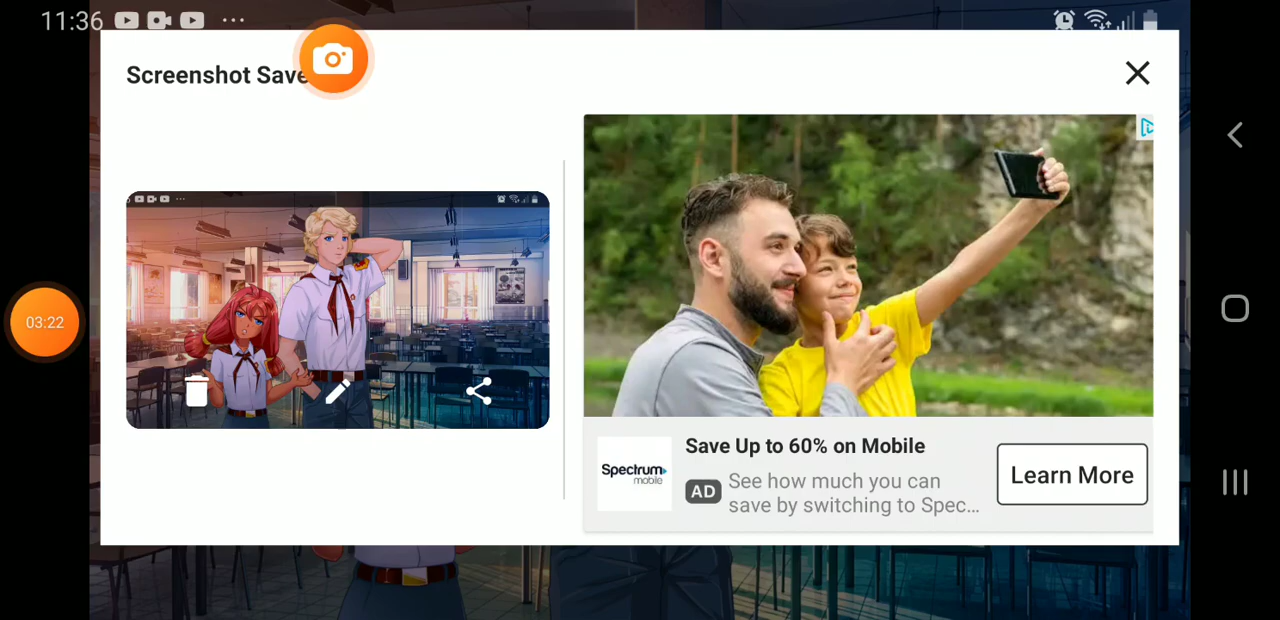 11:36
Screenshot Save
03:22
Save Up to 60% on Mobile
Spectrum
mobile
AD
See how much you can
save by switching to Spec...
Learn More